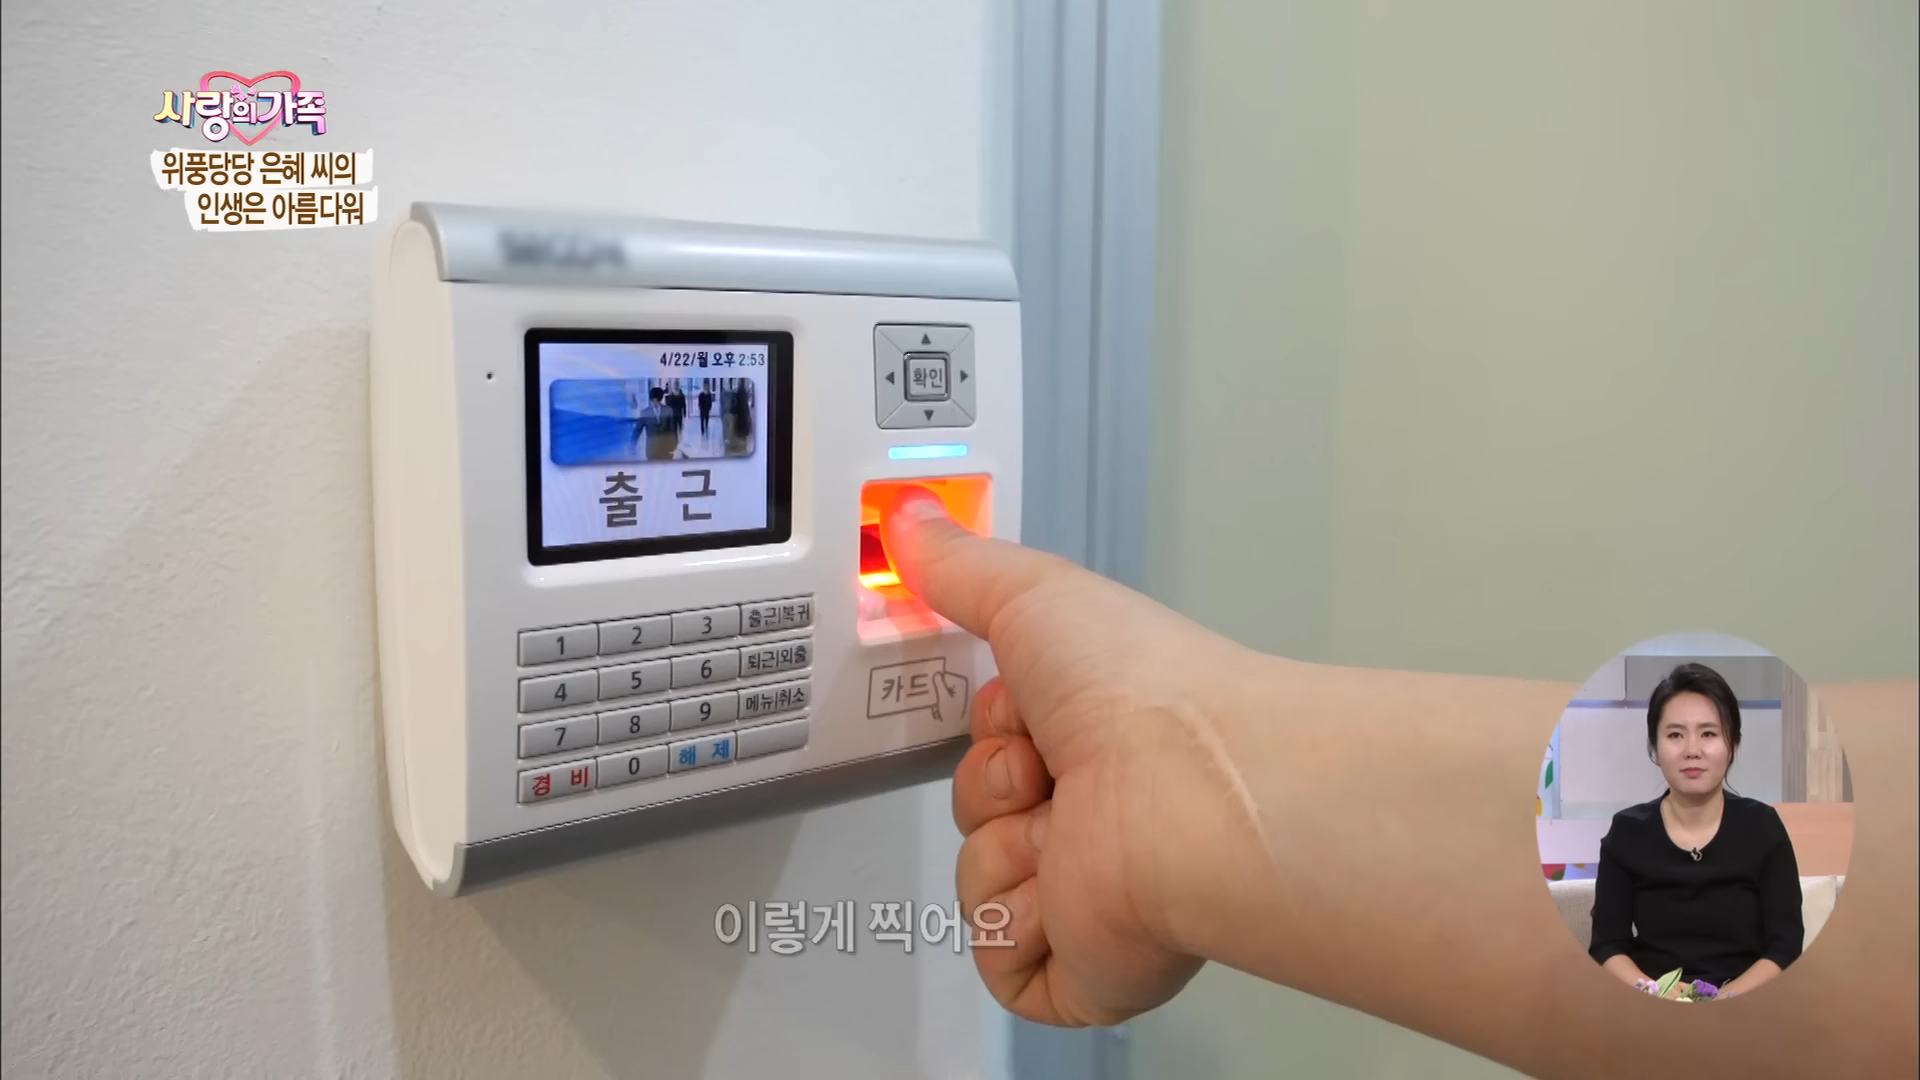 사랑의 가족
위풍당당 은혜 씨의
인생은 아름다워
4/22/월 오후 2:53
출 근
확인
1 2 3 출근|복귀
4 5 6 퇴근|외출
7 8 9 메뉴|취소
경 비 0 해 제
카드
이렇게 찍어요